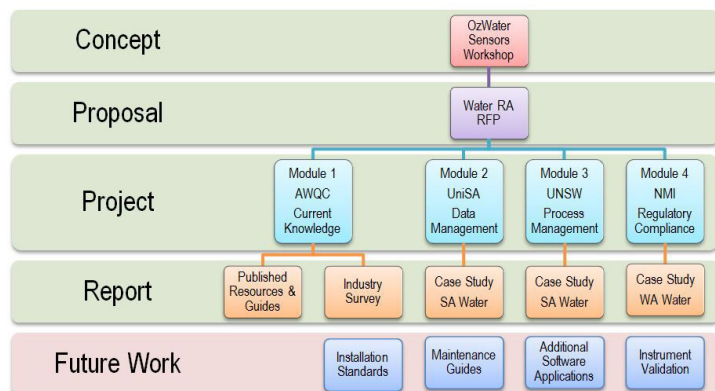 Concept
OzWater
Sensors
Workshop
Proposal
Water RA
RFP
Project
Module 1
AWQC
Current
Knowledge
Module 2
UniSA
Data
Management
Module 3
UNSW
Process
Management
Module 4
NMI
Regulatory
Compliance
Report
Published
Resources &
Guides
Industry
Survey
Case Study
SA Water
Case Study
SA Water
Case Study
WA Water
Future Work
Installation
Standards
Maintenance
Guides
Additional
Software
Applications
Instrument
Validation